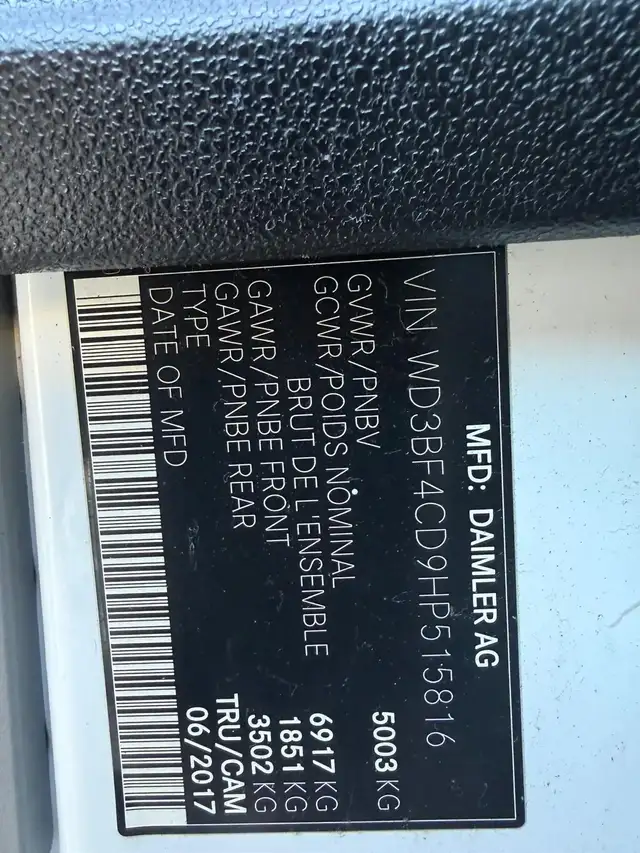 MFD: DAIMLER AG
VIN WD3BF4CD9HP515816
GVWR/PNBV 5003 KG
GCWR/POIDS NOMINAL
BRUT DE L'ENSEMBLE 6917 KG
GAWR/PNBE FRONT 1851 KG
GAWR/PNBE REAR 3502 KG
TYPE TRU/CAM
DATE OF MFD 06/2017